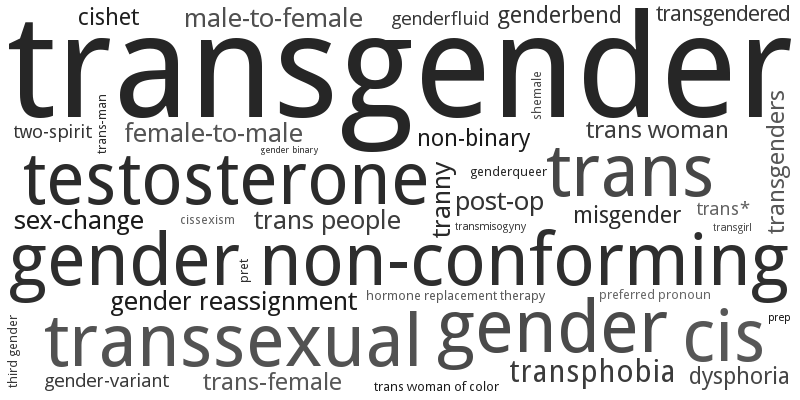 cishet
male-to-female
genderfluid
genderbend
transgendered
transgender
trans-man
shemale
two-spirit
female-to-male
gender binary
non-binary
trans woman
transgenders
testosterone
tranny
genderqueer
trans
post-op
sex-change
cissexism
trans people
transmisogyny
misgender
trans*
transgirl
gender non-conforming
pret
gender reassignment
hormone replacement therapy
preferred pronoun
prep
third gender
transsexual
gender
cis
gender-variant
trans-female
trans woman of color
transphobia
dysphoria